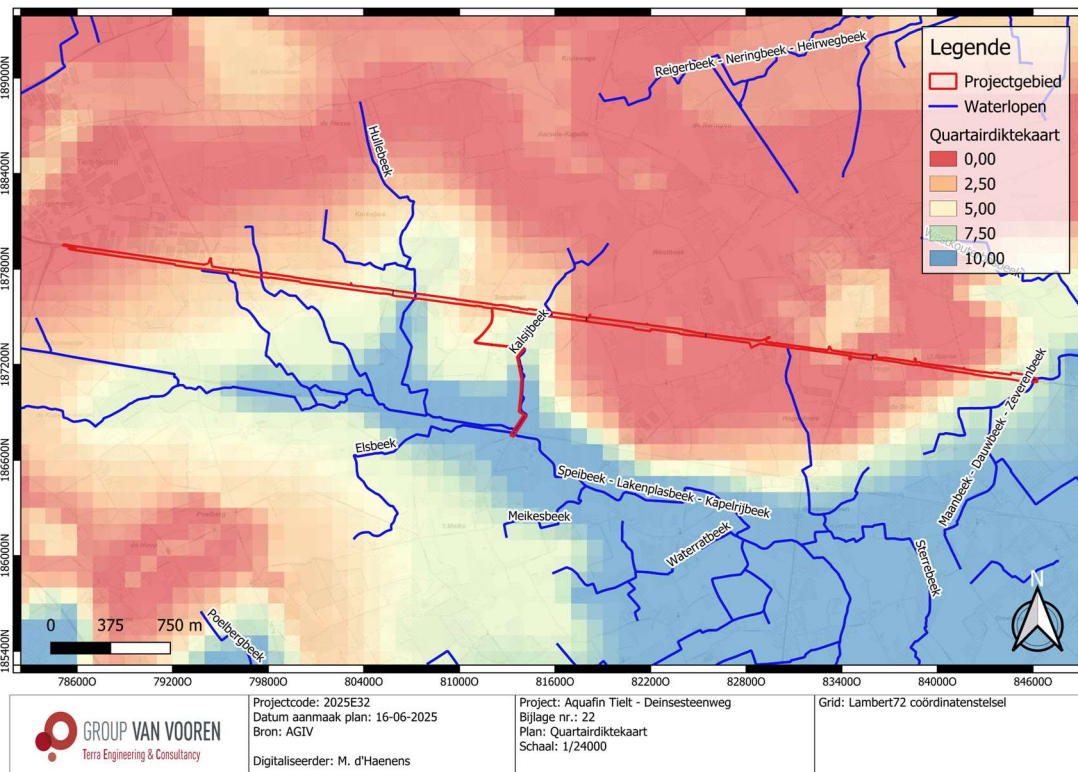 Legende
Projectgebied
Waterlopen
Quartairdiktekaart
0,00
2,50
5,00
7,50
10,00
Reigerbeek - Neringbeek - Heirwegbeek
Hullebeek
Kalsijbeek
Elsbeek
Speibeek - Lakenplasbeek - Kapelrijbeek
Meikesbeek
Waterratbeek
Maanbeek - Dauwbeek - Zeverenbeek
Sterrebeek
Poelbergbeek
N
0 375 750 m
189000N
188400N
187800N
187200N
186600N
186000N
185400N
786000 792000 798000 804000 810000 816000 822000 828000 834000 840000 846000
GROUP VAN VOOREN
Terra Engineering & Consultancy
Projectcode: 2025E32
Datum aanmaak plan: 16-06-2025
Bron: AGIV
Digitaliseerder: M. d'Haenens
Project: Aquafin Tielt - Deinsesteenweg
Bijlage nr.: 22
Plan: Quartairdiktekaart
Schaal: 1/24000
Grid: Lambert72 coördinatenstelsel